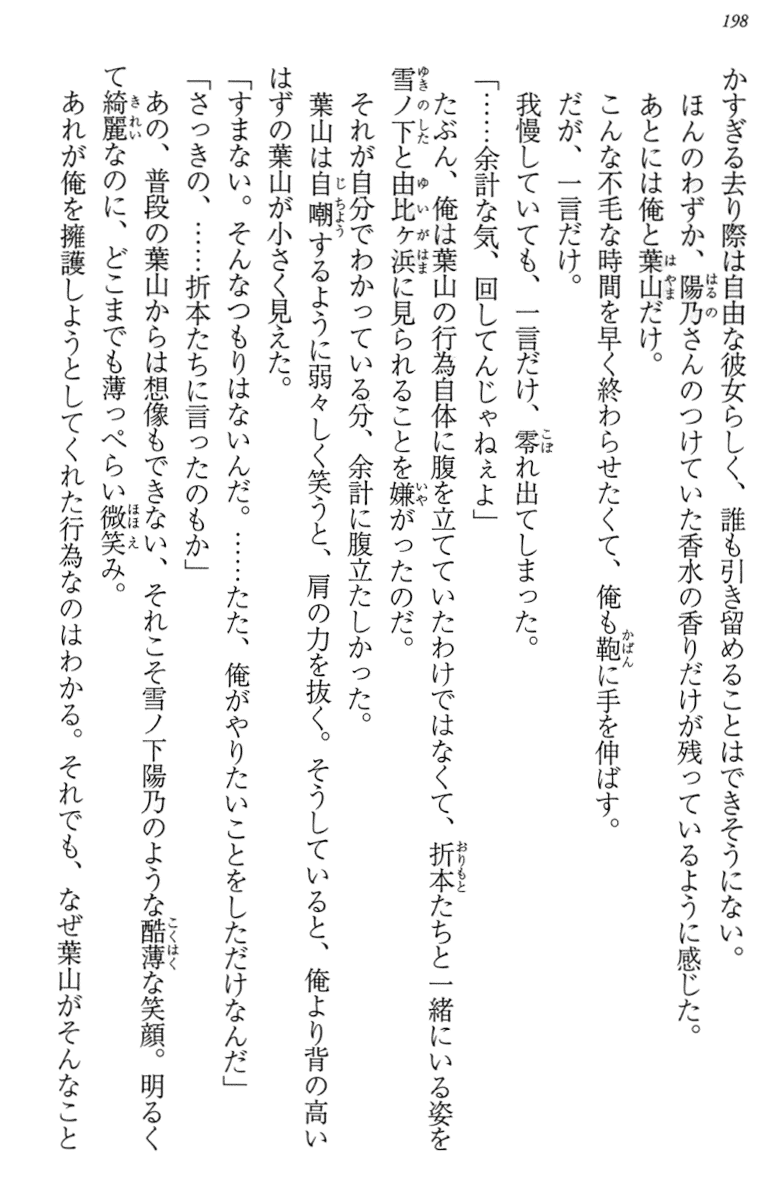 198
かすぎる去り際は自由な彼女らしく、誰も引き留めることはできそうにない。
ほんのわずか、陽乃さんのつけていた香水の香りだけが残っているように感じた。
あとには俺と葉山だけ。
こんな不毛な時間を早く終わらせたくて、俺も鞄に手を伸ばす。
だが、一言だけ。
我慢していても、一言だけ、零れ出てしまった。
「……余計な気、回してんじゃねぇよ」
たぶん、俺は葉山の行為自体に腹を立てていたわけではなくて、折本たちと一緒にいる姿を
雪ノ下と由比ヶ浜に見られることを嫌がったのだ。
それが自分でわかっている分、余計に腹立たしかった。
葉山は自嘲するように弱々しく笑うと、肩の力を抜く。そうしていると、俺より背の高い
はずの葉山が小さく見えた。
「すまない。そんなつもりはないんだ。……たた、俺がやりたいことをしただけなんだ」
「さっきの、……折本たちに言ったのもか」
あの、普段の葉山からは想像もできない、それこそ雪ノ下陽乃のような酷薄な笑顔。明るく
て綺麗なのに、どこまでも薄っぺらい微笑み。
あれが俺を擁護しようとしてくれた行為なのはわかる。それでも、なぜ葉山がそんなこと